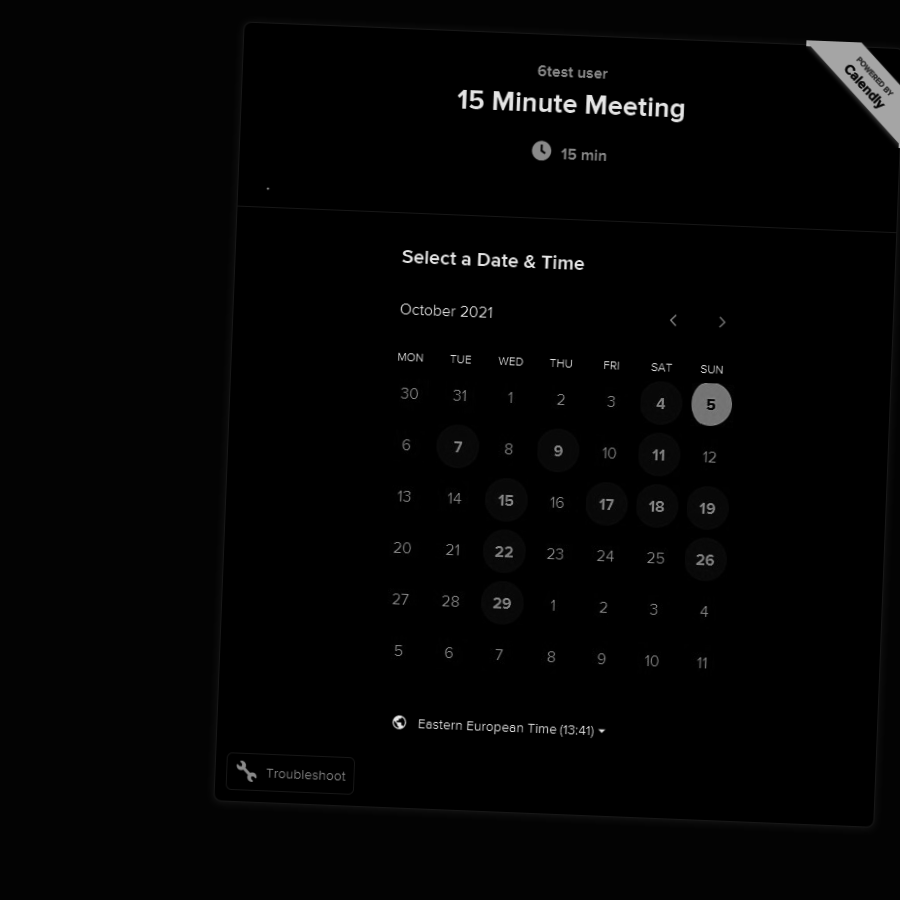 6test user
15 Minute Meeting
15 min
POWERED BY
Calendly
.
Select a Date & Time
October 2021
MON TUE WED THU FRI SAT SUN
30 31 1 2 3 4 5
6 7 8 9 10 11 12
13 14 15 16 17 18 19
20 21 22 23 24 25 26
27 28 29 1 2 3 4
5 6 7 8 9 10 11
Eastern European Time (13:41)
Troubleshoot